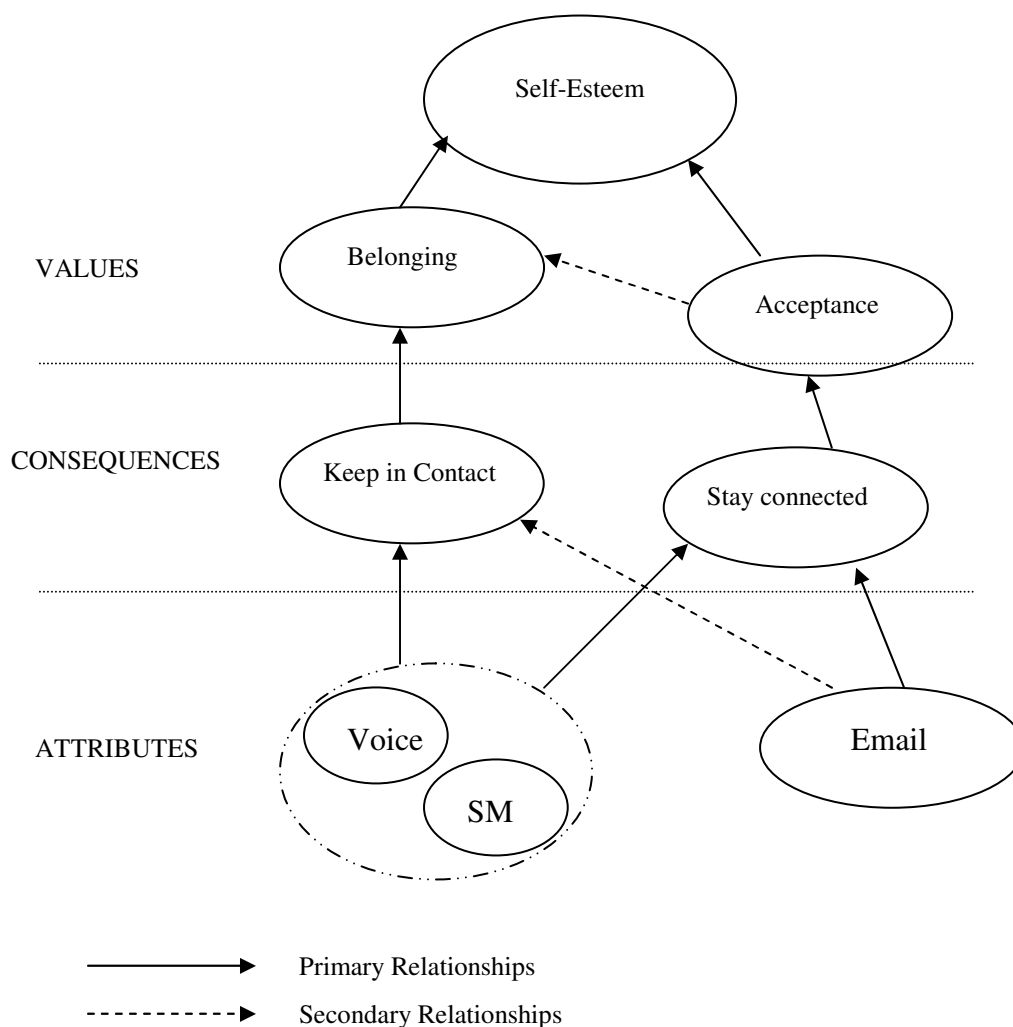 Self-Esteem
Belonging
VALUES
Acceptance
CONSEQUENCES
Keep in Contact
Stay connected
Voice
Email
ATTRIBUTES
SM
Primary Relationships
Secondary Relationships